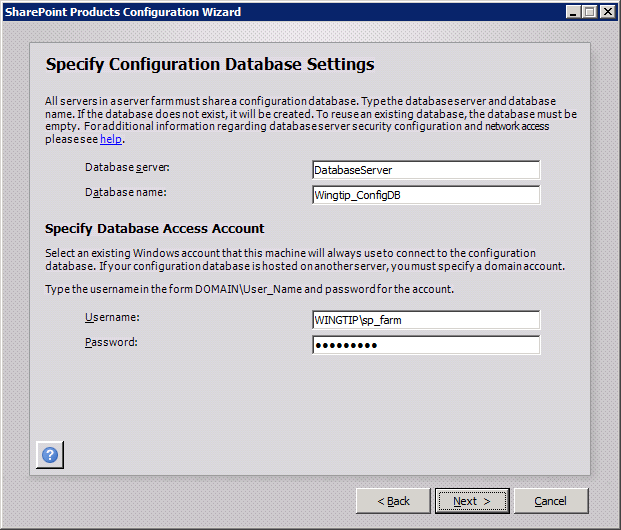 SharePoint Products Configuration Wizard
Specify Configuration Database Settings
All servers in a server farm must share a configuration database. Type the database server and database
name. If the database does not exist, it will be created. To reuse an existing database, the database must be
empty. For additional information regarding database server security configuration and network access
please see help.
Database server:
DatabaseServer
Database name:
Wingtip_ConfigDB
Specify Database Access Account
Select an existing Windows account that this machine will always use to connect to the configuration
database. If your configuration database is hosted on another server, you must specify a domain account.
Type the username in the form DOMAIN\User_Name and password for the account.
Username:
WINGTIP\sp_farm
Password:
●●●●●●●●●
?
< Back
Next >
Cancel